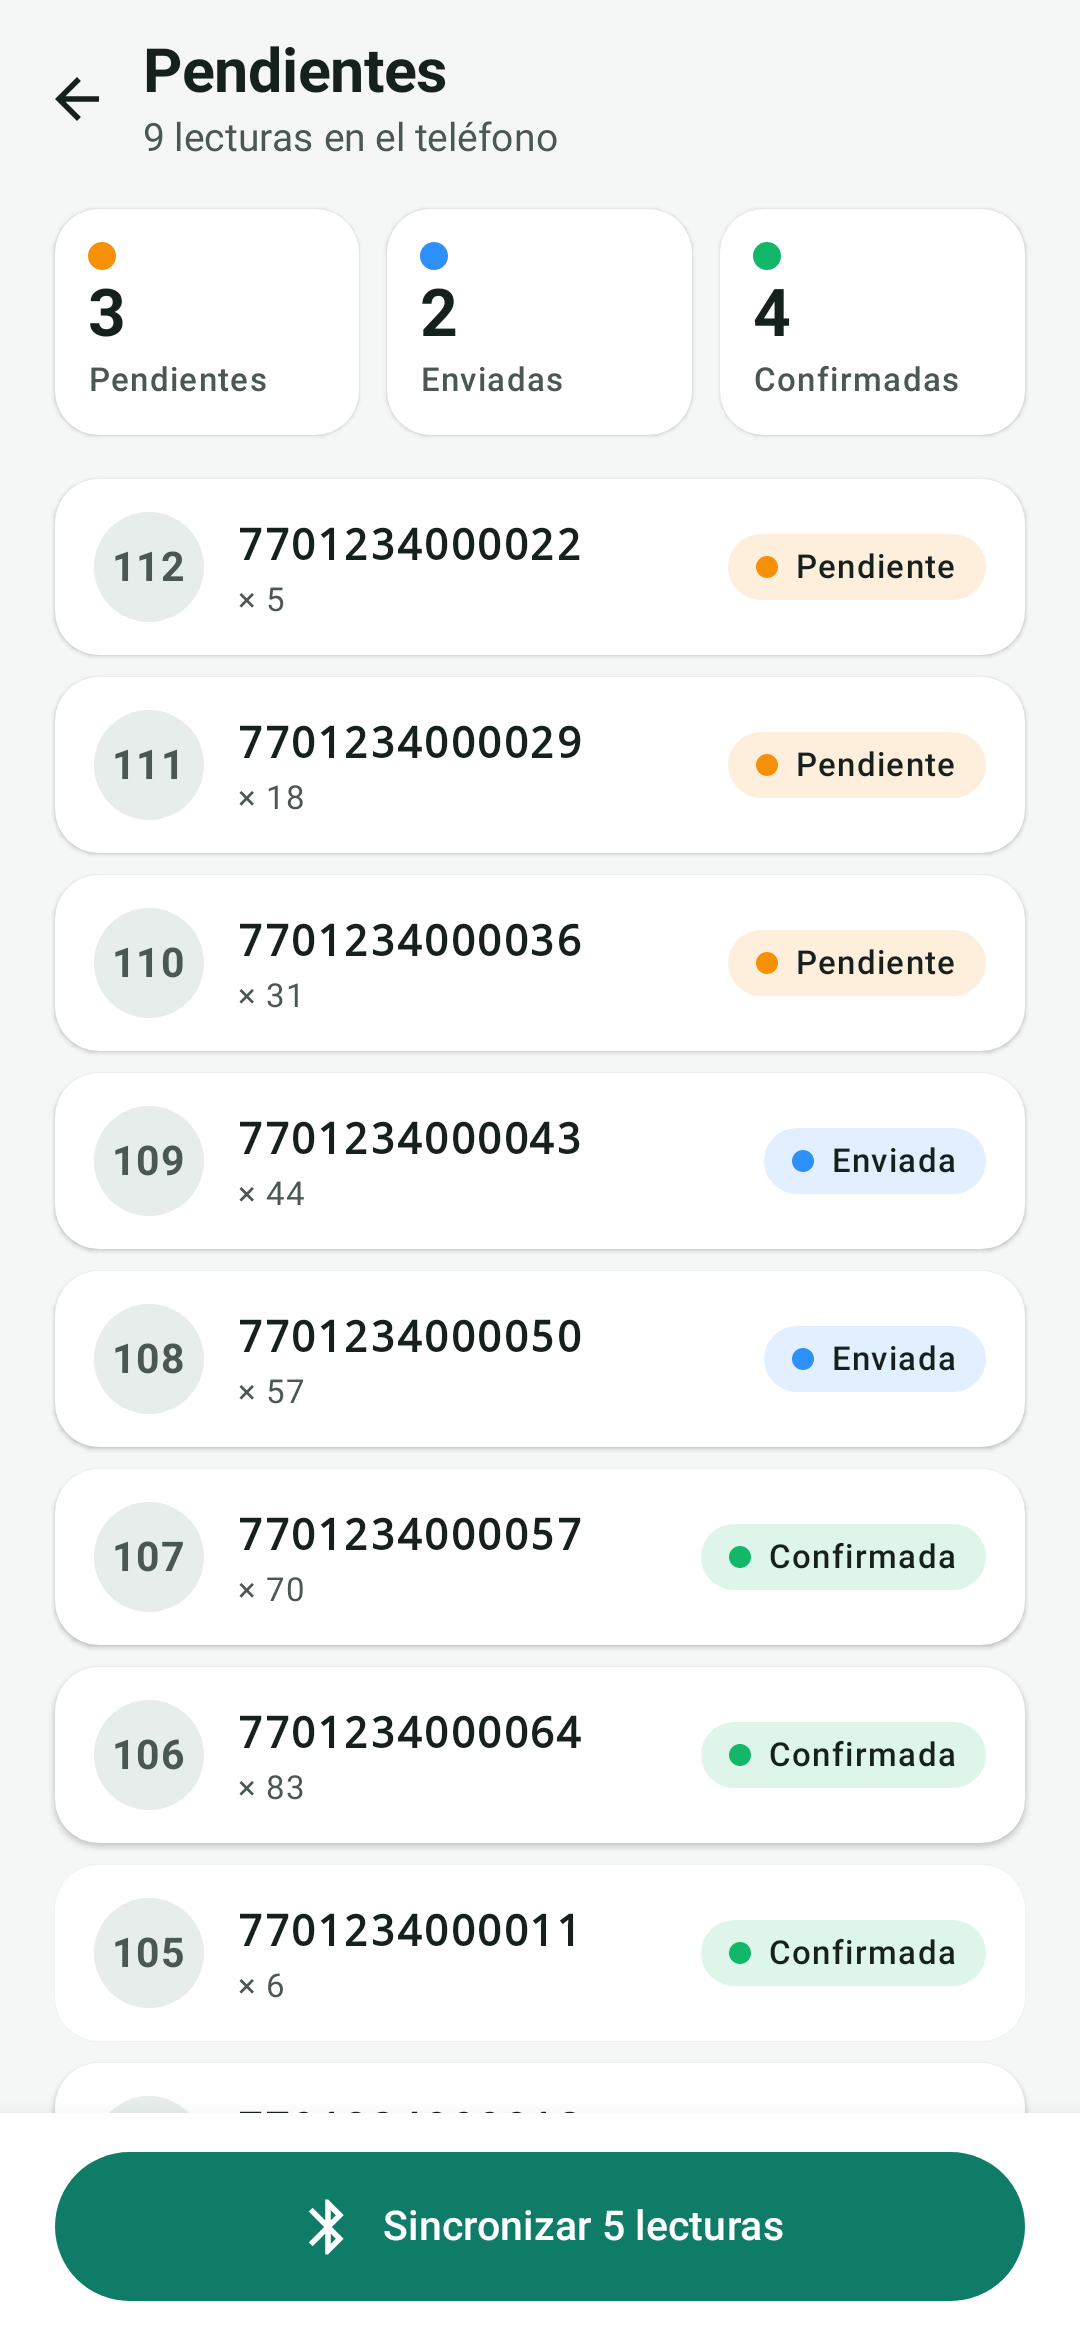 Pendientes
9 lecturas en el teléfono
3
Pendientes
2
Enviadas
4
Confirmadas
112
7701234000022
× 5
Pendiente
111
7701234000029
× 18
Pendiente
110
7701234000036
× 31
Pendiente
109
7701234000043
× 44
Enviada
108
7701234000050
× 57
Enviada
107
7701234000057
× 70
Confirmada
106
7701234000064
× 83
Confirmada
105
7701234000011
× 6
Confirmada
Sincronizar 5 lecturas